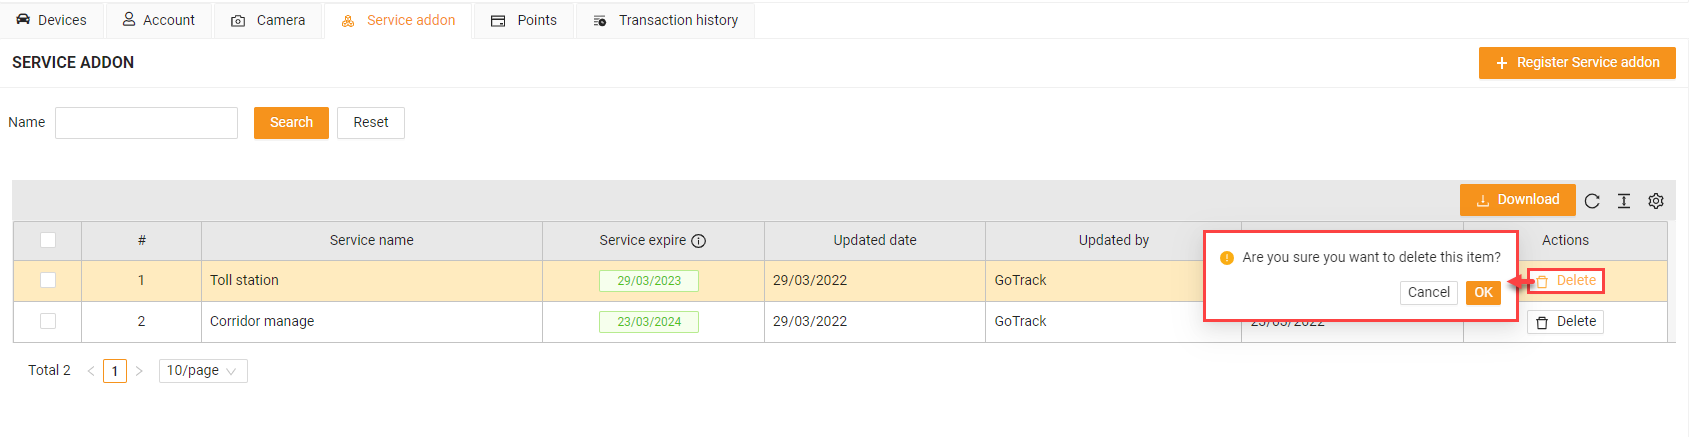 Devices Account Camera Service addon Points Transaction history
SERVICE ADDON
+ Register Service addon
Name Search Reset
Download
# Service name Service expire Updated date Updated by Actions
Are you sure you want to delete this item?
1 Toll station 29/03/2023 29/03/2022 GoTrack Delete
Cancel OK
2 Corridor manage 23/03/2024 29/03/2022 GoTrack Delete
Total 2 < 1 > 10/page